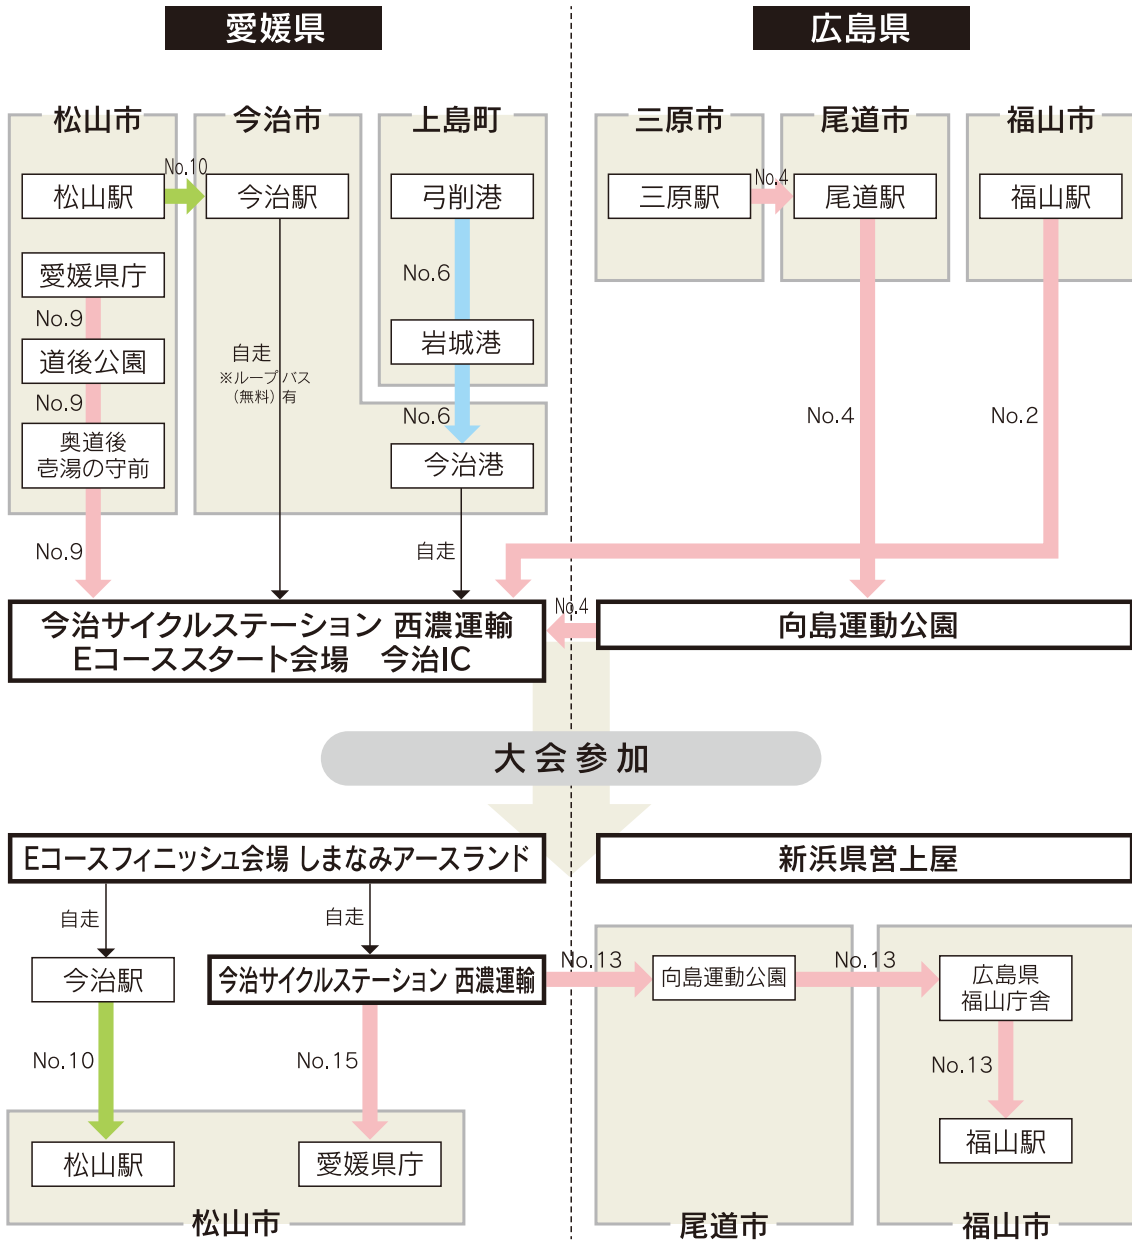 愛媛県
広島県
松山市
今治市
上島町
三原市
尾道市
福山市
松山駅
No.10
今治駅
弓削港
三原駅
No.4
尾道駅
福山駅
愛媛県庁
No.6
No.9
道後公園
岩城港
自走
※ループバス
(無料)有
No.9
No.6
No.4
No.2
奥道後
壱湯の守前
今治港
No.9
自走
今治サイクルステーション 西濃運輸
Eコーススタート会場 今治IC
No.4
向島運動公園
大会参加
Eコースフィニッシュ会場 しまなみアースランド
新浜県営上屋
自走
自走
今治駅
今治サイクルステーション 西濃運輸
No.13
向島運動公園
No.13
広島県
福山庁舎
No.10
No.15
No.13
松山駅
愛媛県庁
福山駅
松山市
尾道市
福山市